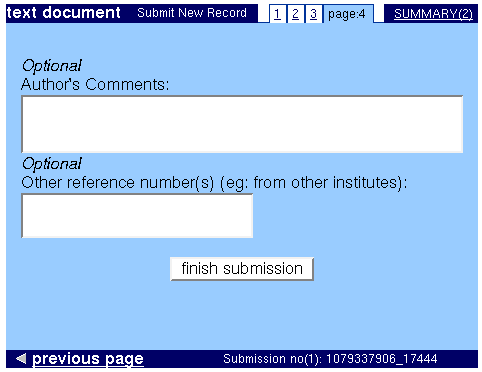 text document Submit New Record 1 2 3 page:4 SUMMARY(2)
Optional
Author's Comments:
Optional
Other reference number(s) (eg: from other institutes):
finish submission
previous page Submission no(1): 1079337906_17444